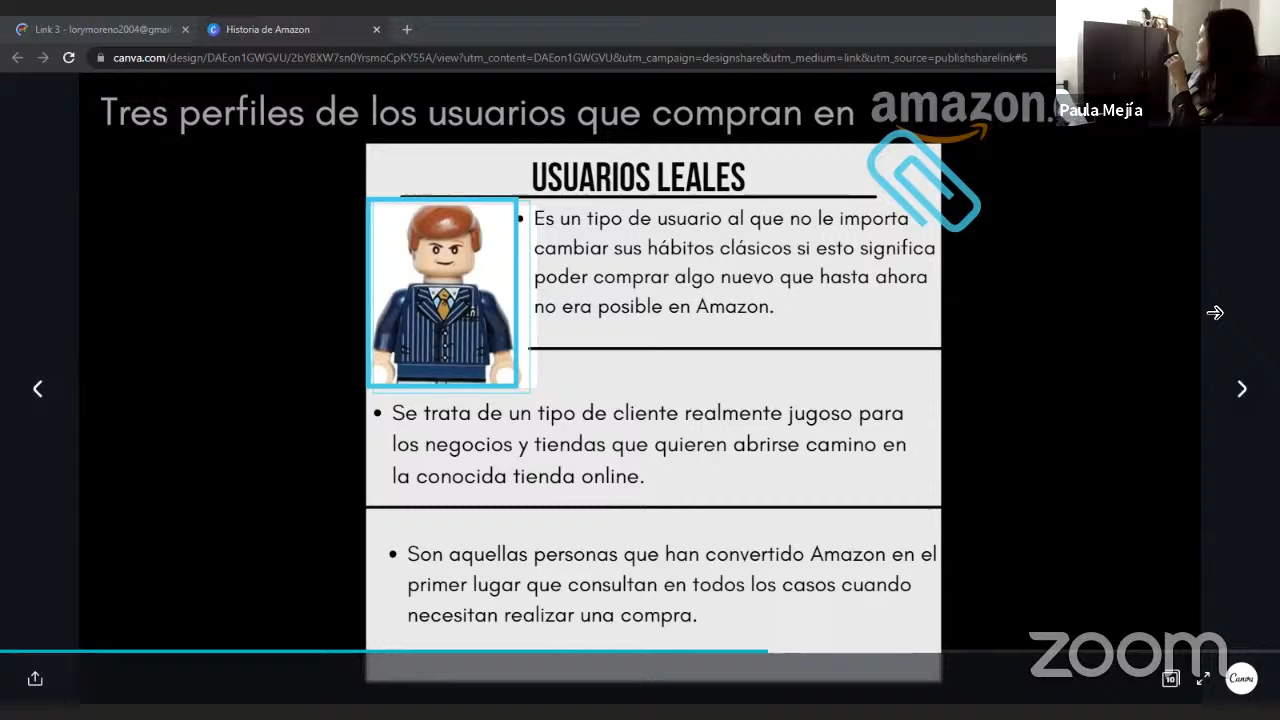 Link 3 - lorymoreno2004@gmai
Historia de Amazon
canva.com/design/DAEon1GWGVU/2bY8XW7sn0YrsmoCpKY55A/view?utm_content=DAEon1GWGVU&utm_campaign=designshare&utm_medium=link&utm_source=publishsharelink#6
Paula Mejía
Tres perfiles de los usuarios que compran en amazon.
USUARIOS LEALES
• Es un tipo de usuario al que no le importa
cambiar sus hábitos clásicos si esto significa
poder comprar algo nuevo que hasta ahora
no era posible en Amazon.
• Se trata de un tipo de cliente realmente jugoso para
los negocios y tiendas que quieren abrirse camino en
la conocida tienda online.
• Son aquellas personas que han convertido Amazon en el
primer lugar que consultan en todos los casos cuando
necesitan realizar una compra.
zoom
10
Canva